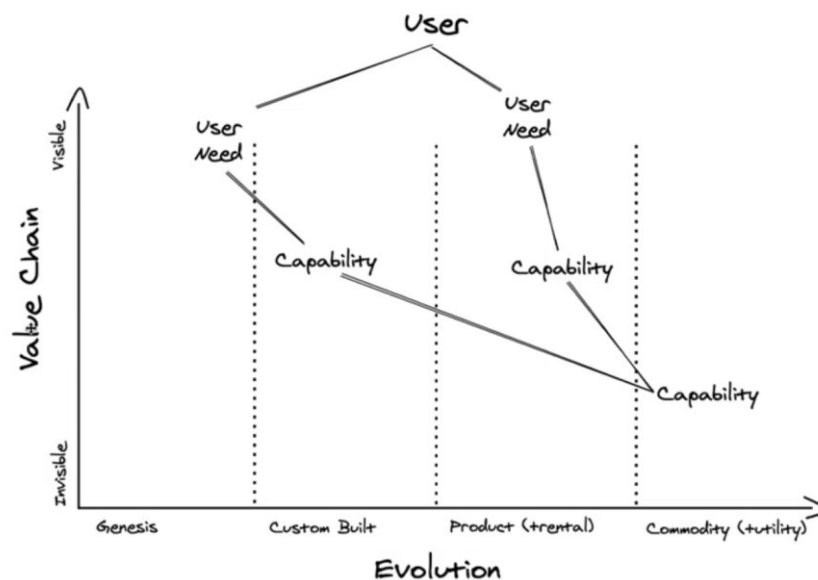 User
User
Need
User
Need
Capability
Capability
Capability
Visible
Value Chain
Invisible
Genesis
Custom Built
Product (+rental)
Commodity (+utility)
Evolution